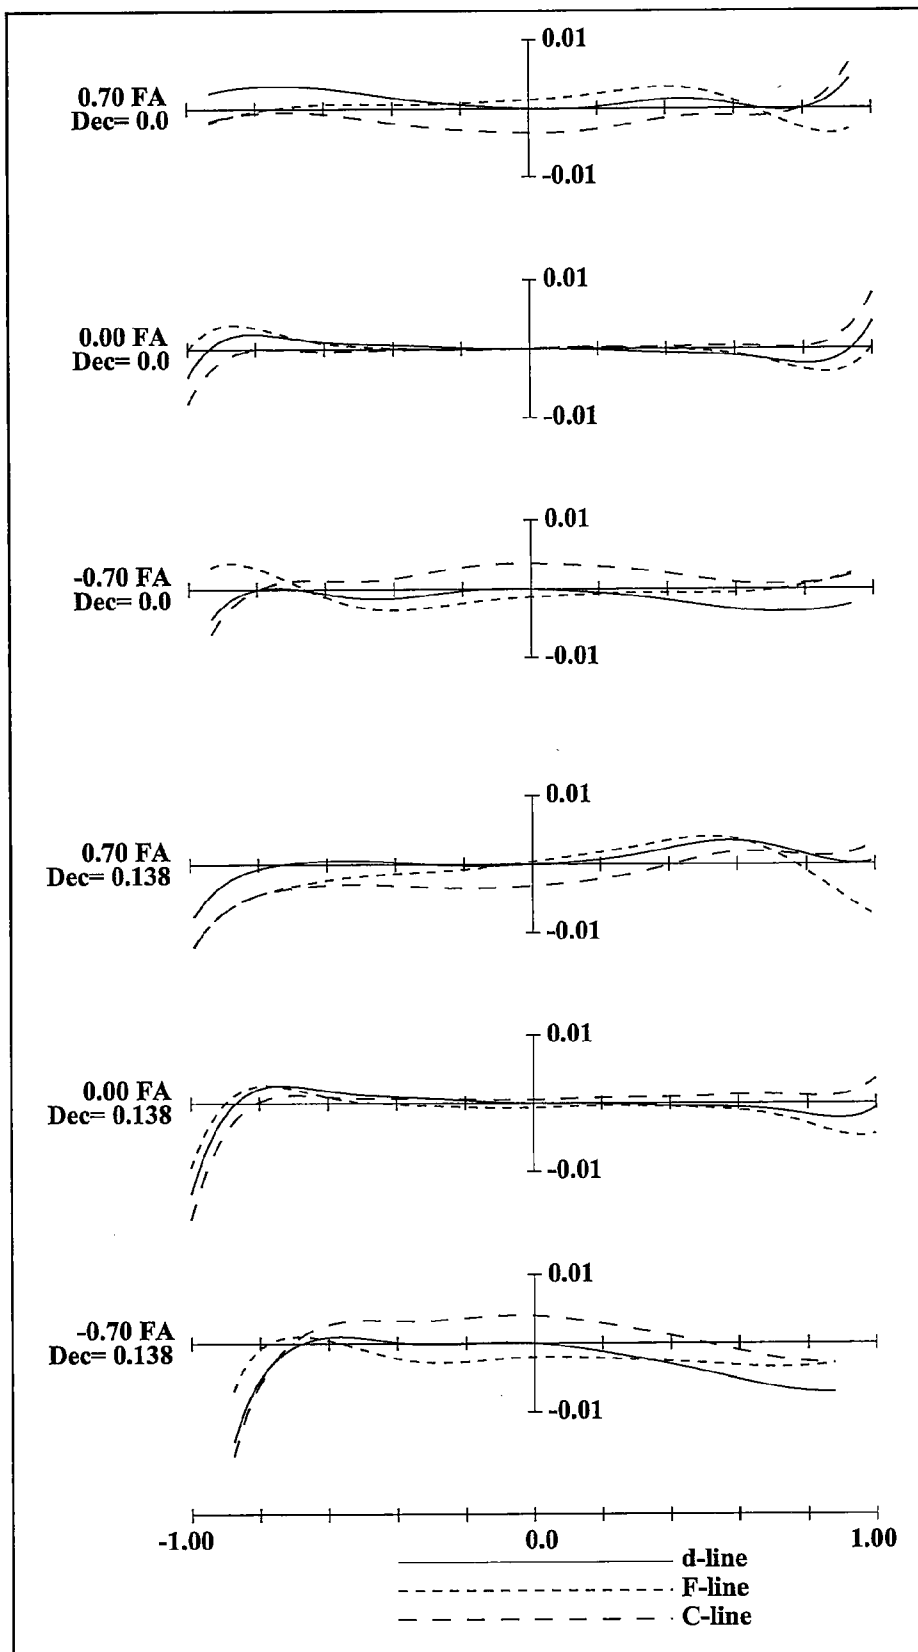 0.01
0.70 FA
Dec= 0.0
-0.01
0.01
0.00 FA
Dec= 0.0
-0.01
0.01
-0.70 FA
Dec= 0.0
-0.01
0.01
0.70 FA
Dec= 0.138
-0.01
0.01
0.00 FA
Dec= 0.138
-0.01
0.01
-0.70 FA
Dec= 0.138
-0.01
-1.00 0.0 1.00
d-line
F-line
C-line